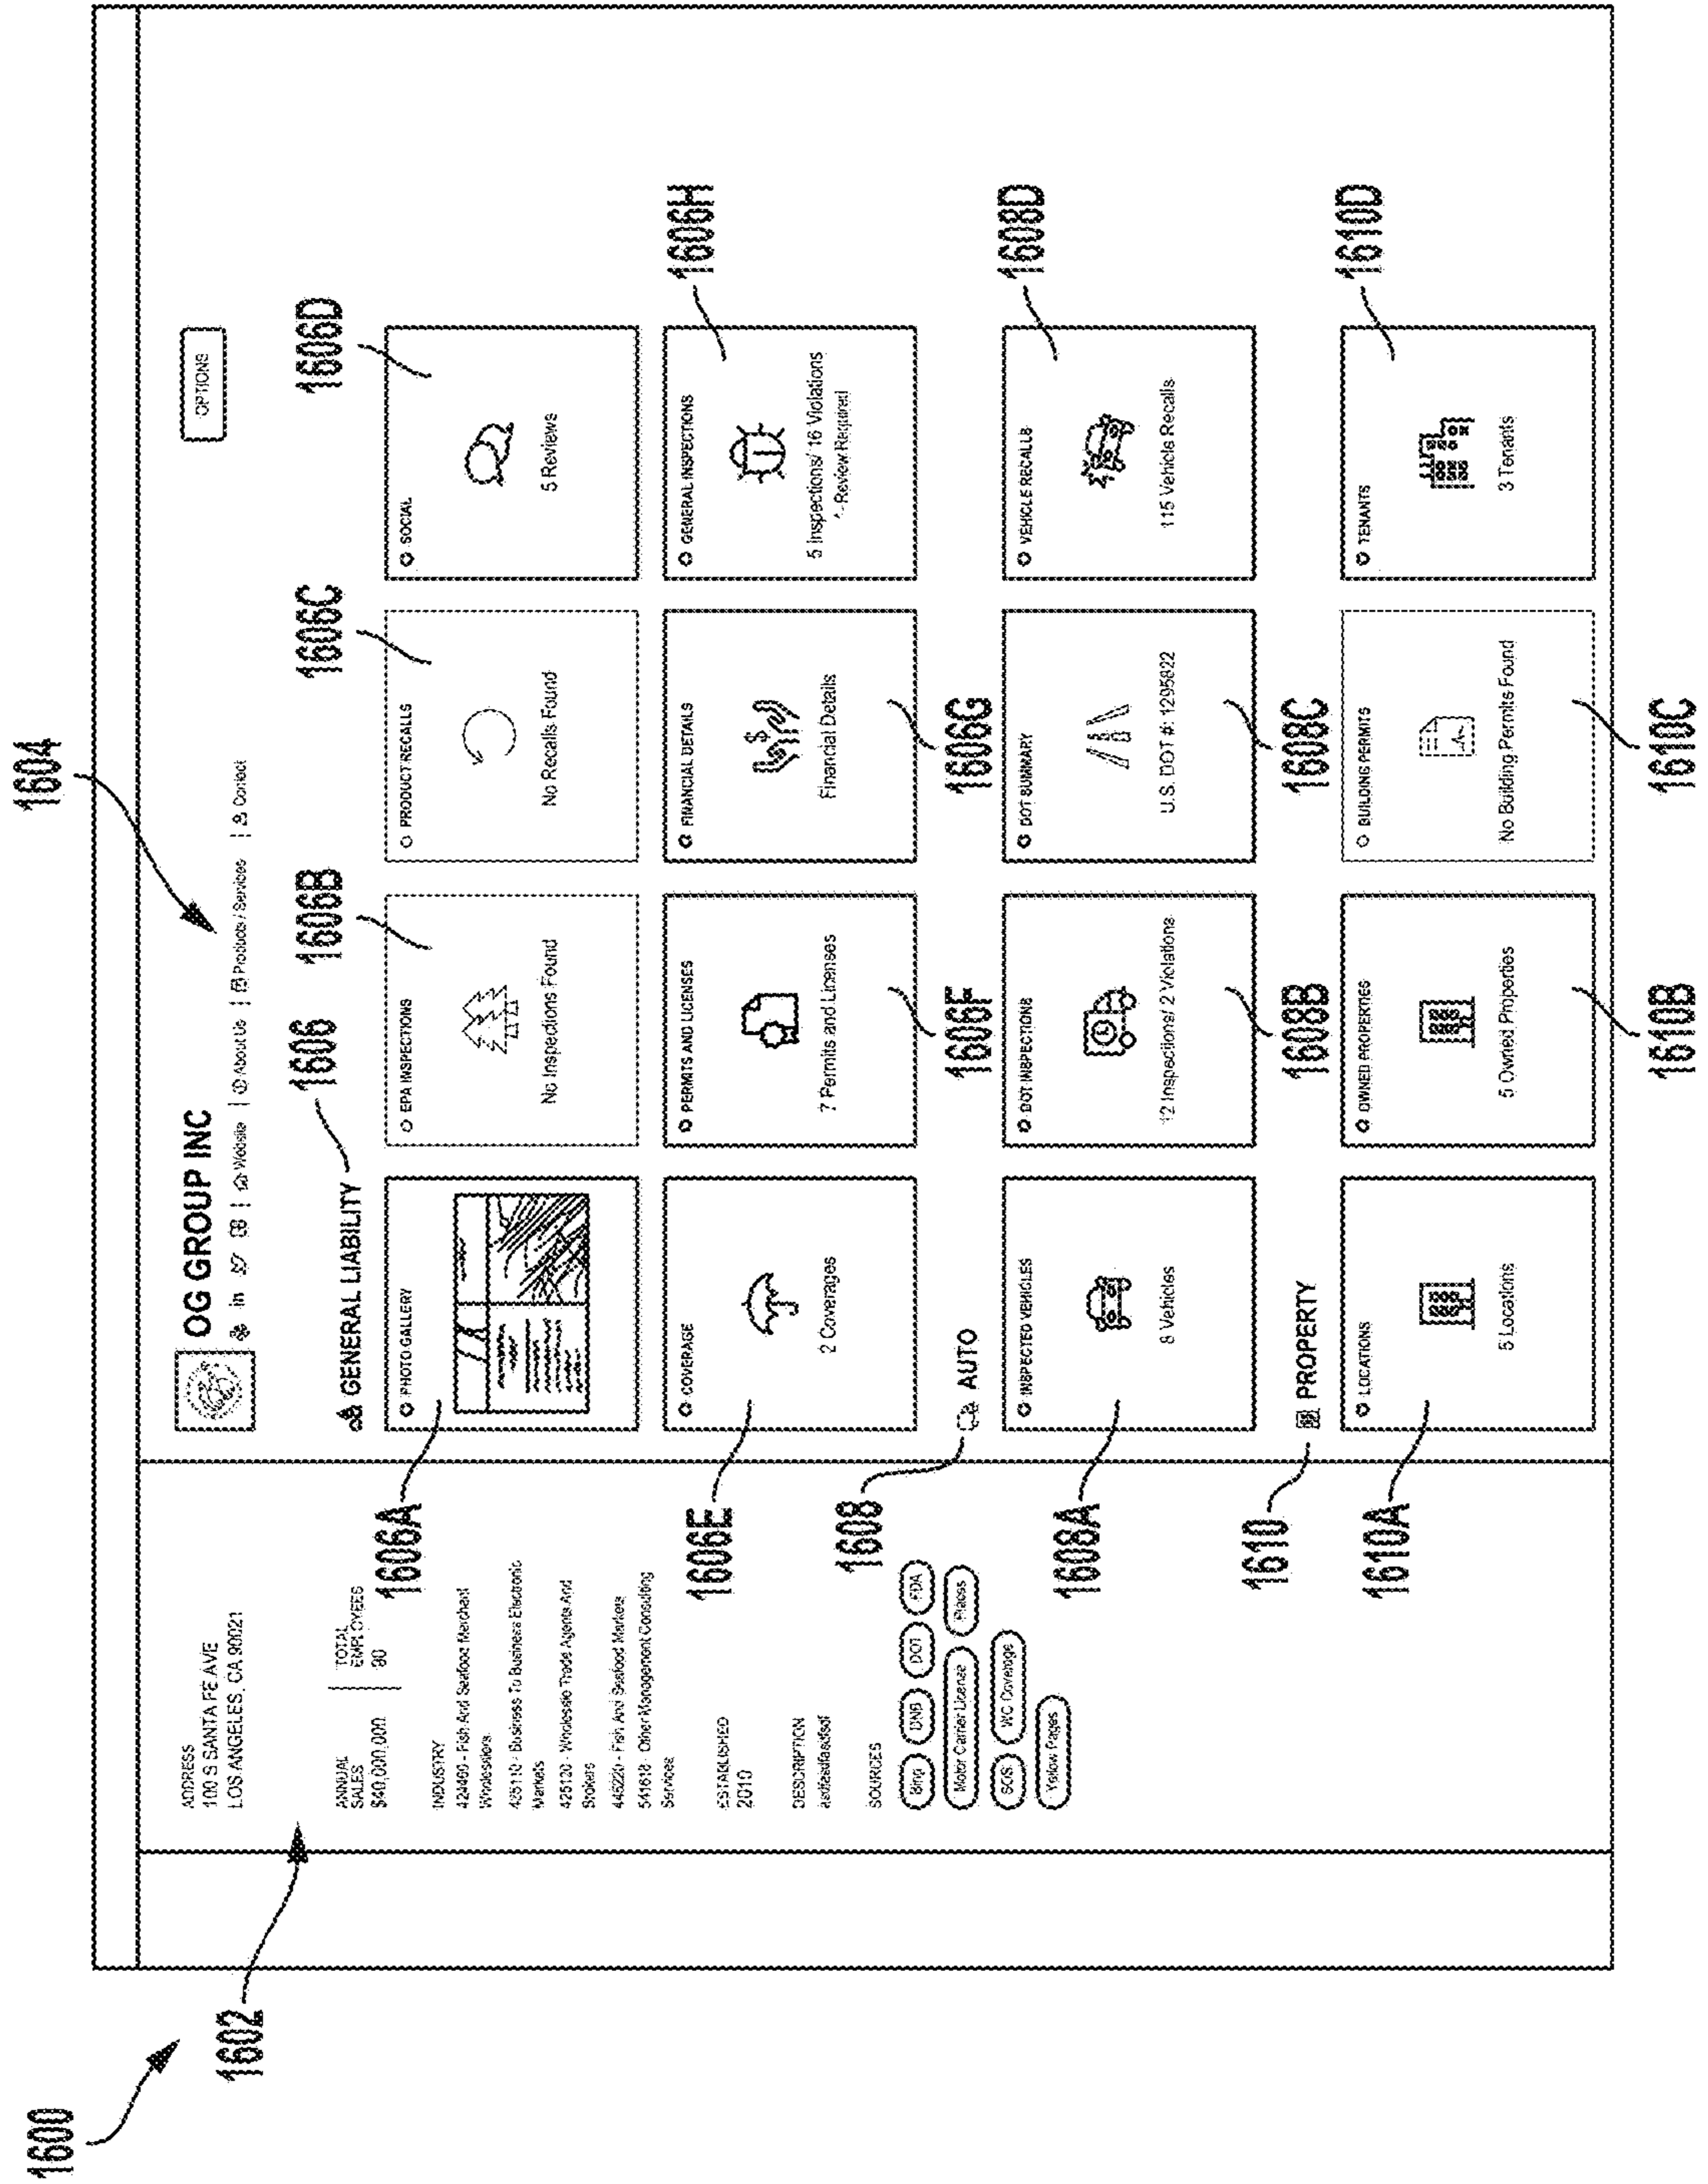 1600
1602
1604
ADDRESS
100 S SANTA FE AVE
LOS ANGELES, CA 90021
ANNUAL SALES
$40,000,000
TOTAL EMPLOYEES
80
INDUSTRY
424460 - Fish And Seafood Merchant
Wholesalers
425110 - Business To Business Electronic
Markets
425120 - Wholesale Trade Agents And
Brokers
445220 - Fish And Seafood Markets
541618 - Other Management Consulting
Services
ESTABLISHED
2010
DESCRIPTION
SOURCES
Bing DNB DOT FDA
Motor Carrier License Places
SOS WC Coverage
Yellow Pages
OG GROUP INC
OPTIONS
in | Website | About Us | Products / Services | Contact
GENERAL LIABILITY 1606
1606A
PHOTO GALLERY
1606B
EPA INSPECTIONS
No Inspections Found
1606C
PRODUCT RECALLS
No Recalls Found
1606D
SOCIAL
5 Reviews
1606E
COVERAGE
2 Coverages
1606F
PERMITS AND LICENSES
7 Permits and Licenses
1606G
FINANCIAL DETAILS
Financial Details
1606H
GENERAL INSPECTIONS
5 Inspections/ 16 Violations
Review Required
1608 AUTO
1608A
INSPECTED VEHICLES
8 Vehicles
1608B
DOT INSPECTIONS
12 Inspections/ 2 Violations
1608C
DOT SUMMARY
U.S. DOT #: 1295822
1608D
VEHICLE RECALLS
115 Vehicle Recalls
1610 PROPERTY
1610A
LOCATIONS
5 Locations
1610B
OWNED PROPERTIES
5 Owned Properties
1610C
BUILDING PERMITS
No Building Permits Found
1610D
TENANTS
3 Tenants